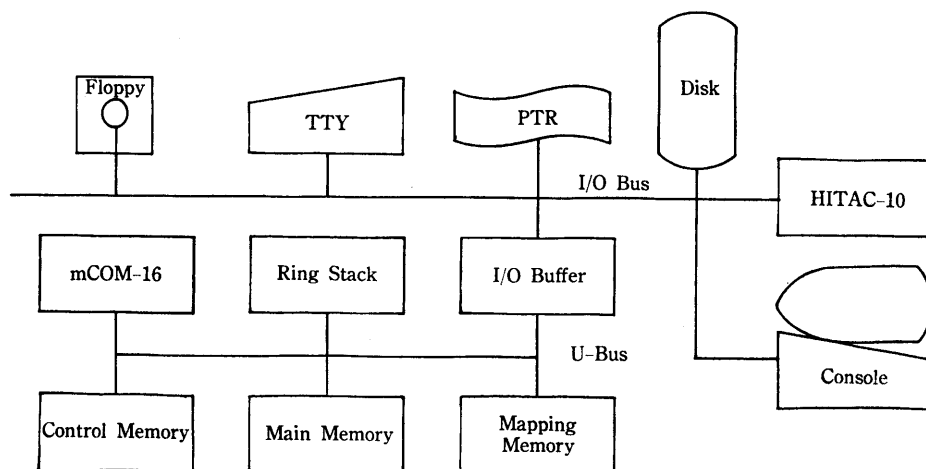 Floppy
TTY
PTR
Disk
I/O Bus
HITAC-10
mCOM-16
Ring Stack
I/O Buffer
U-Bus
Console
Control Memory
Main Memory
Mapping
Memory